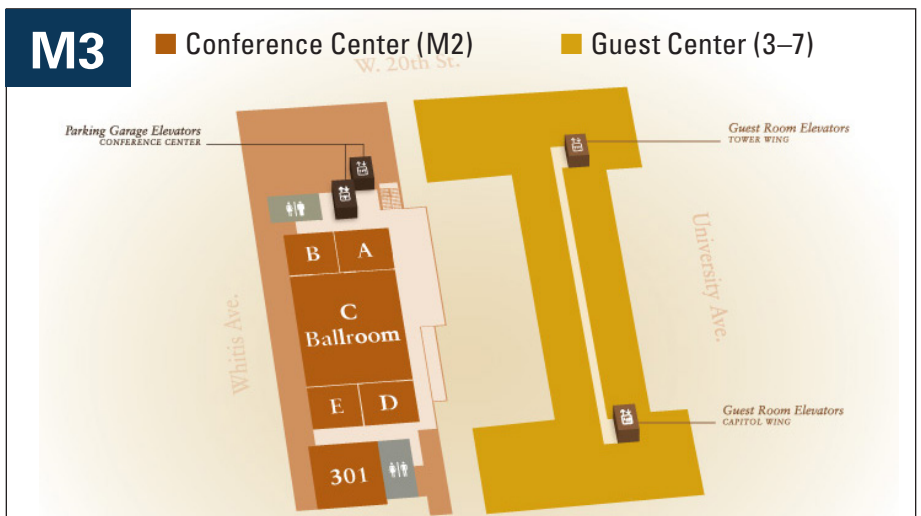 M3
Conference Center (M2)
Guest Center (3–7)
W. 20th St.
Parking Garage Elevators
CONFERENCE CENTER
Guest Room Elevators
TOWER WING
B
A
University Ave.
C
Ballroom
Whitis Ave.
E
D
Guest Room Elevators
CAPITOL WING
301